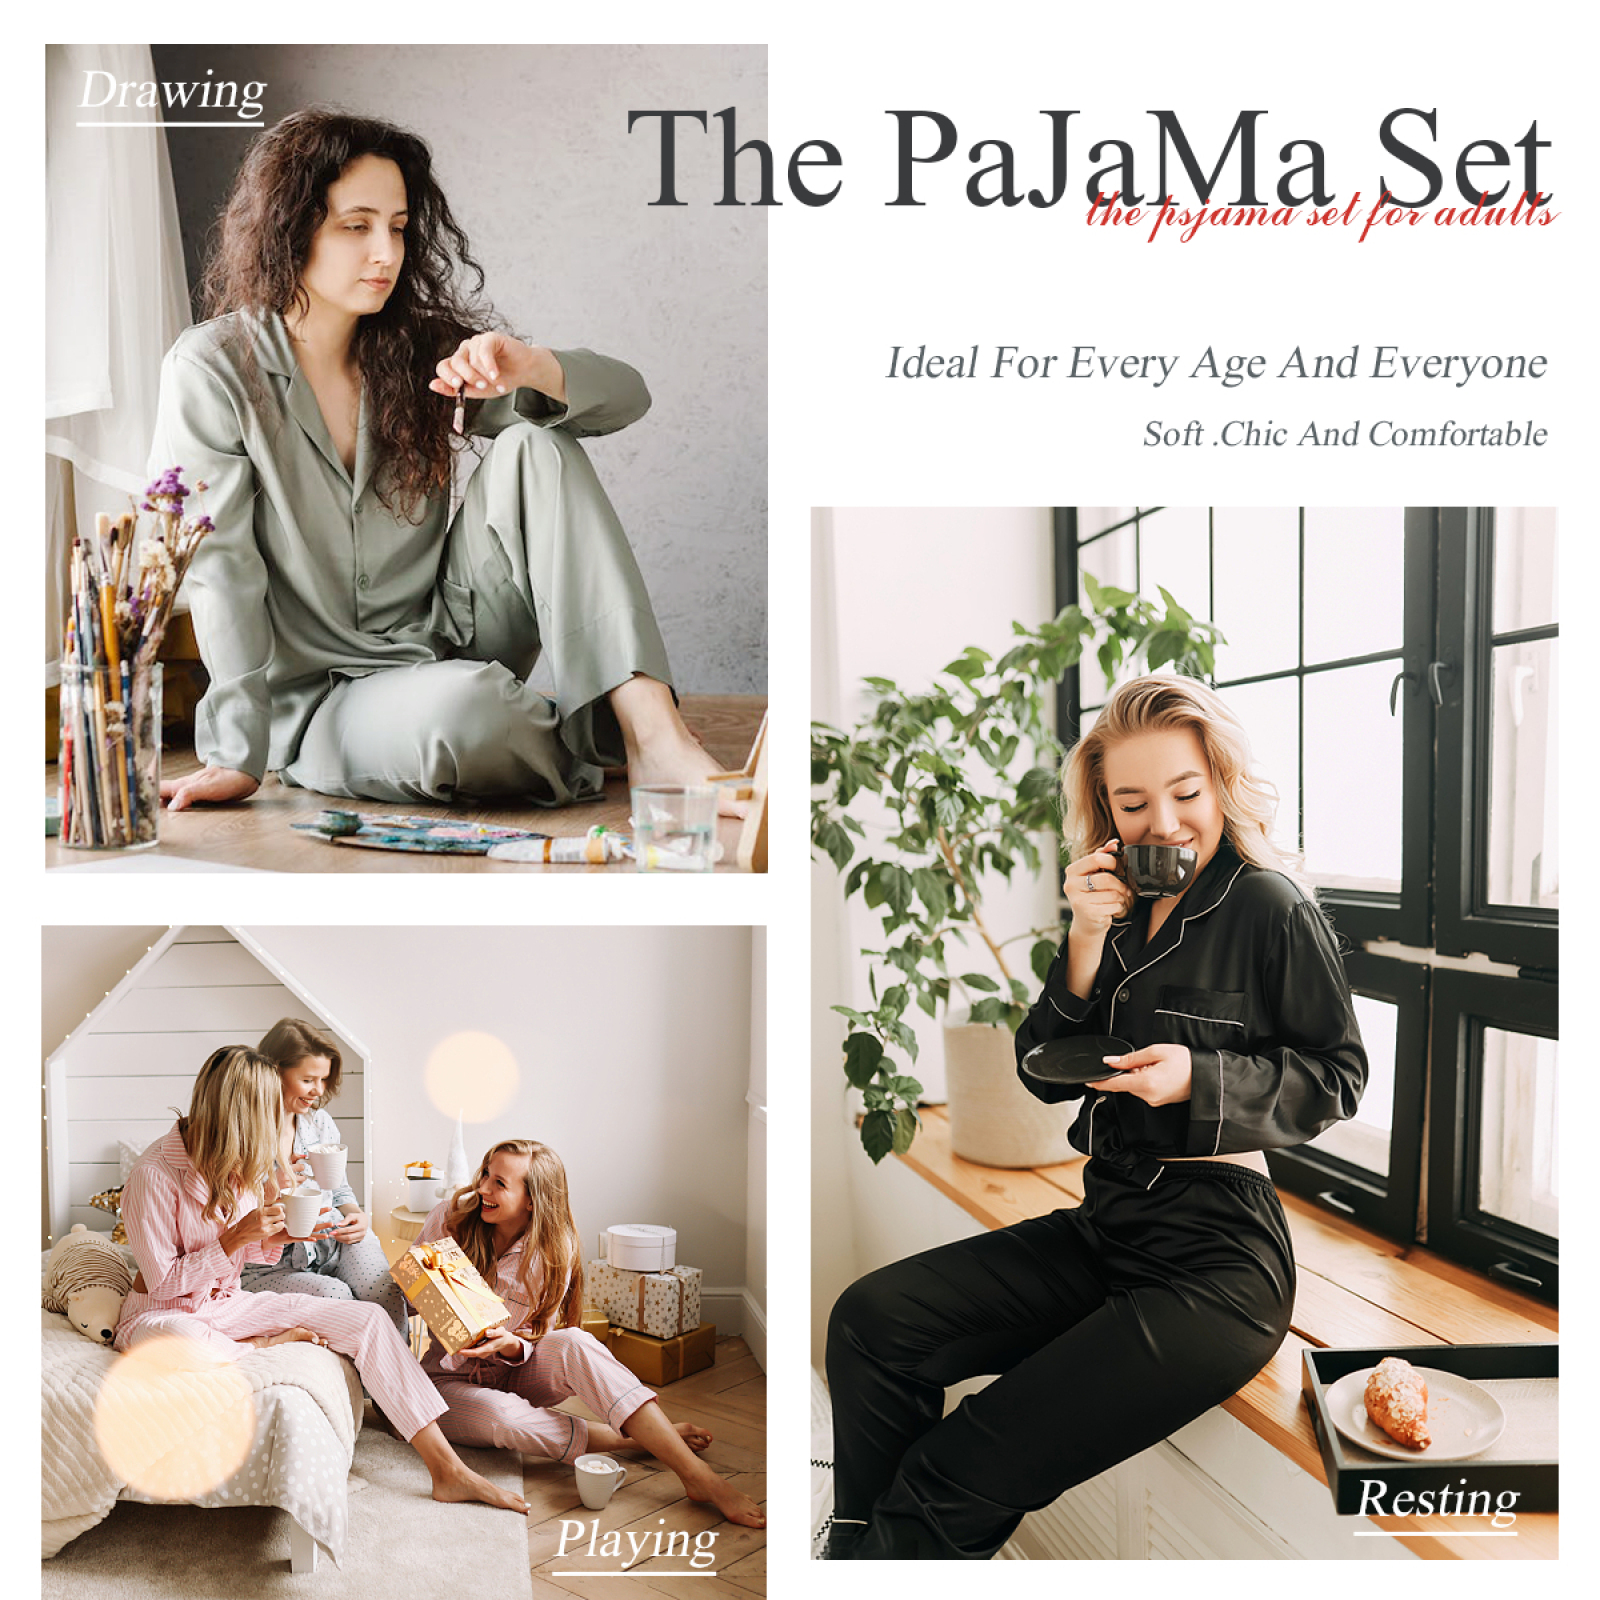 Drawing
The PaJaMa Set
the psjama set for adults
Ideal For Every Age And Everyone
Soft .Chic And Comfortable
Playing
Resting